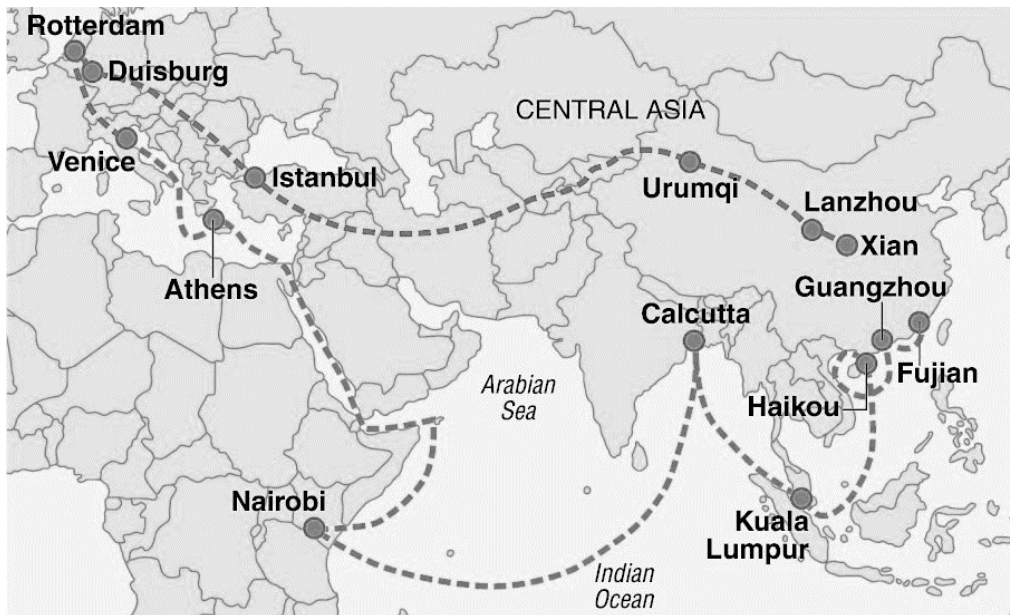 Rotterdam
Duisburg
CENTRAL ASIA
Venice
Istanbul
Urumqi
Lanzhou
Xian
Athens
Guangzhou
Calcutta
Fujian
Arabian
Sea
Haikou
Nairobi
Kuala
Lumpur
Indian
Ocean